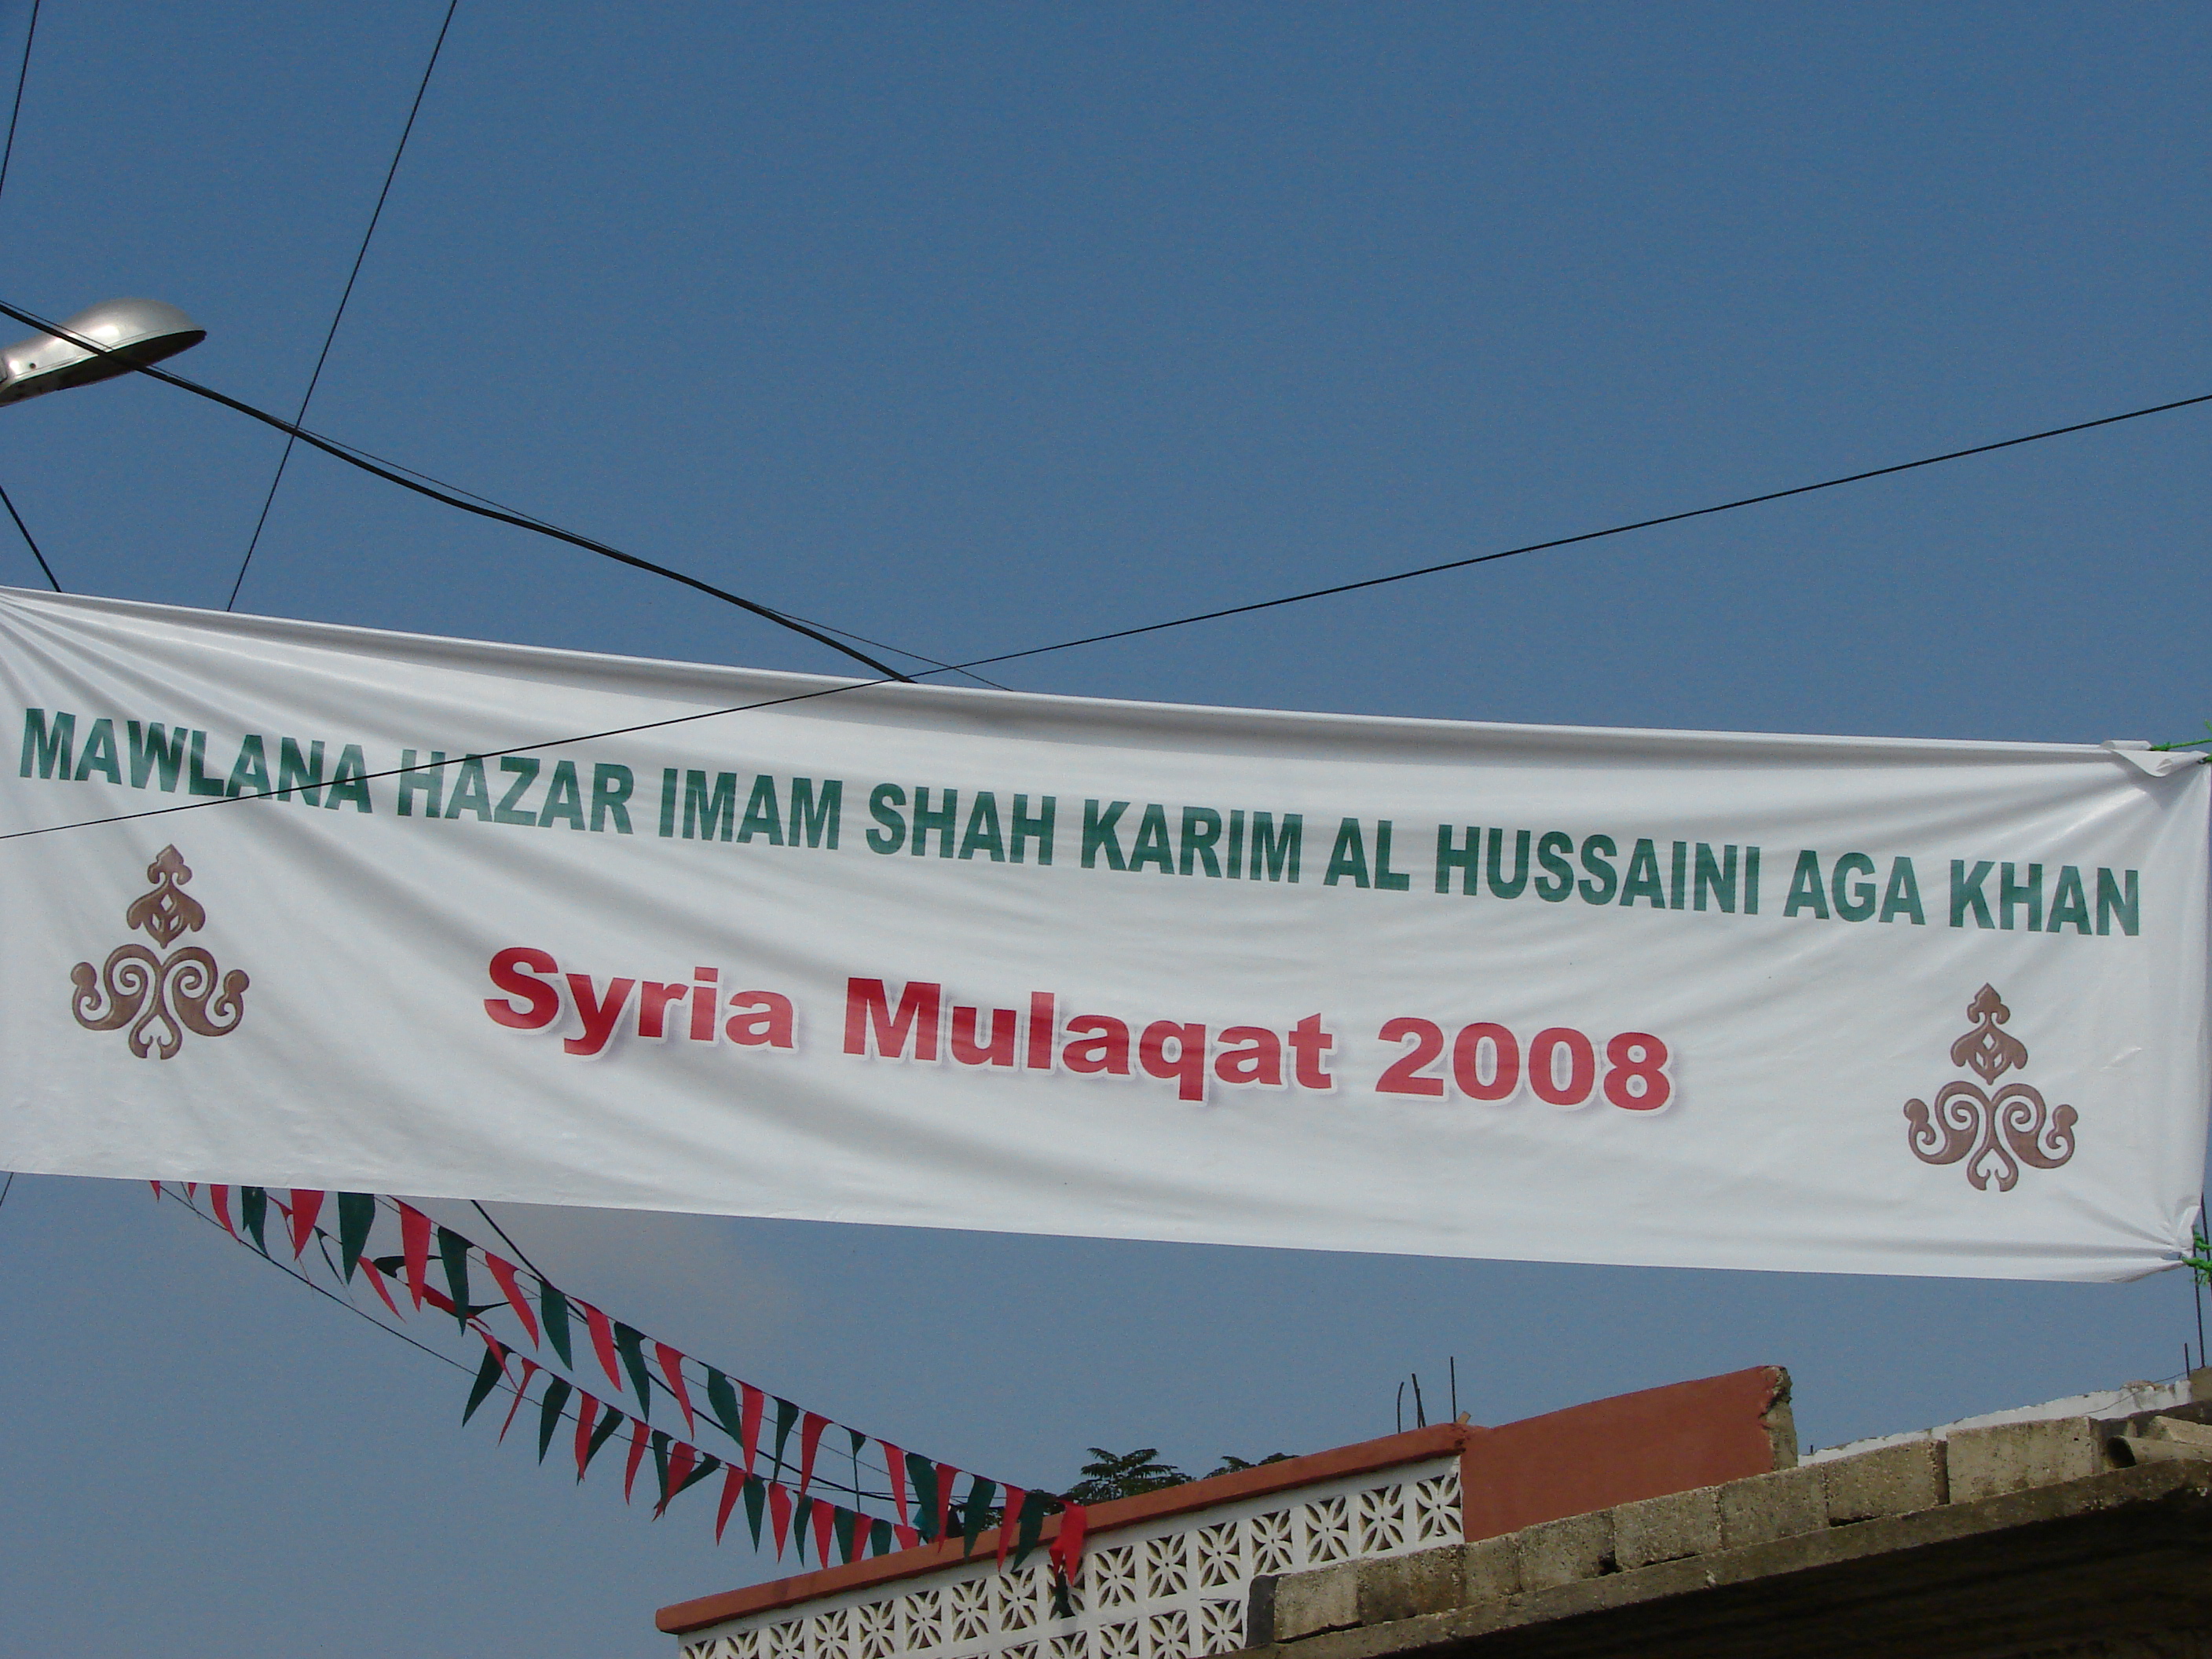 MAWLANA HAZAR IMAM SHAH KARIM AL HUSSAINI AGA KHAN
Syria Mulaqat 2008